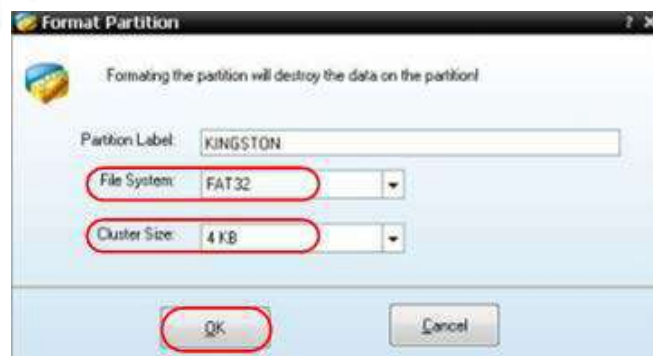 Format Partition ? x
Formating the partition will destroy the data on the partition!
Partition Label: KINGSTON
File System: FAT32
Cluster Size: 4 KB
OK Cancel